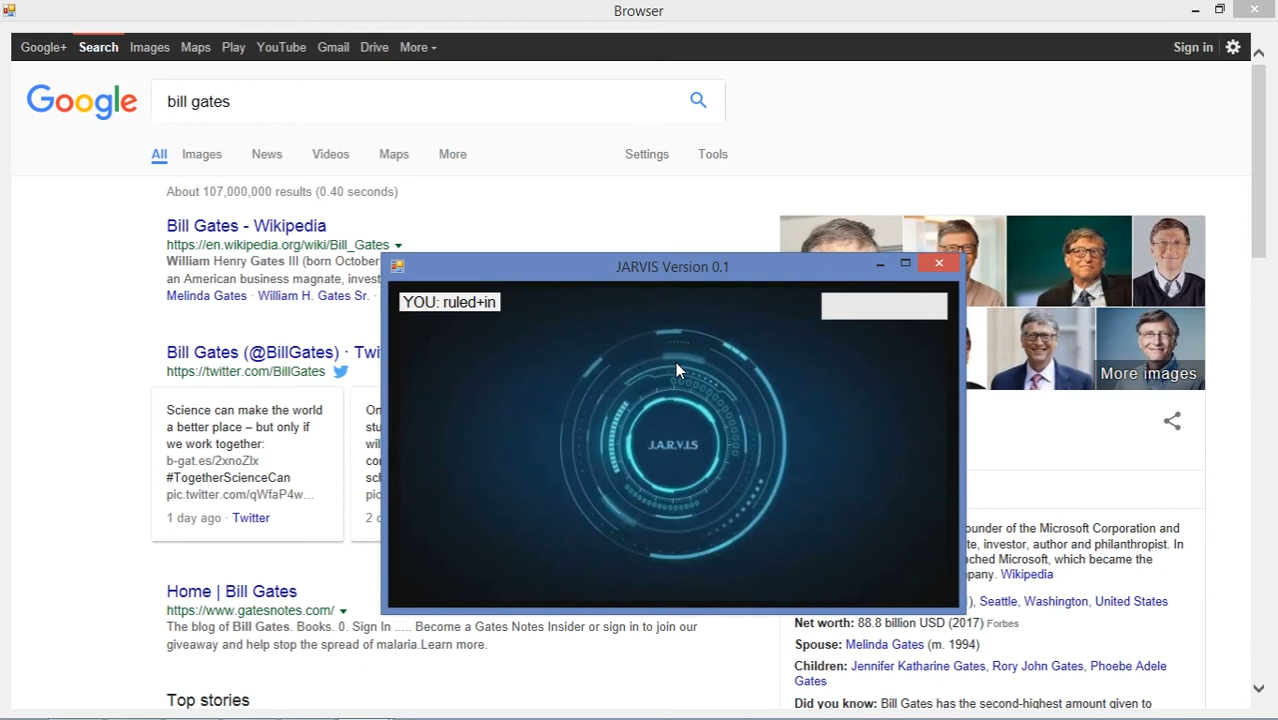 Browser
Google+ Search Images Maps Play YouTube Gmail Drive More Sign in
Google bill gates
All Images News Videos Maps More Settings Tools
About 107,000,000 results (0.40 seconds)
Bill Gates - Wikipedia
https://en.wikipedia.org/wiki/Bill_Gates
William Henry Gates III (born October
an American business magnate, invest
Melinda Gates · William H. Gates Sr. ·
Bill Gates (@BillGates) · Twi
https://twitter.com/BillGates
Science can make the world
a better place – but only if
we work together:
b-gat.es/2xnoZlx
#TogetherScienceCan
pic.twitter.com/qWfaP4w...
1 day ago · Twitter
On
stu
wil
co
sc
pic
2
Home | Bill Gates
https://www.gatesnotes.com/
The blog of Bill Gates. Books. 0. Sign In ..... Become a Gates Notes Insider or sign in to join our
giveaway and help stop the spread of malaria.Learn more.
Top stories
JARVIS Version 0.1
YOU: ruled+in
J.A.R.V.I.S
More images
ounder of the Microsoft Corporation and
te, investor, author and philanthropist. In
ched Microsoft, which became the
pany. Wikipedia
), Seattle, Washington, United States
Net worth: 88.8 billion USD (2017) Forbes
Spouse: Melinda Gates (m. 1994)
Children: Jennifer Katharine Gates, Rory John Gates, Phoebe Adele
Gates
Did you know: Bill Gates has the second-highest amount given to